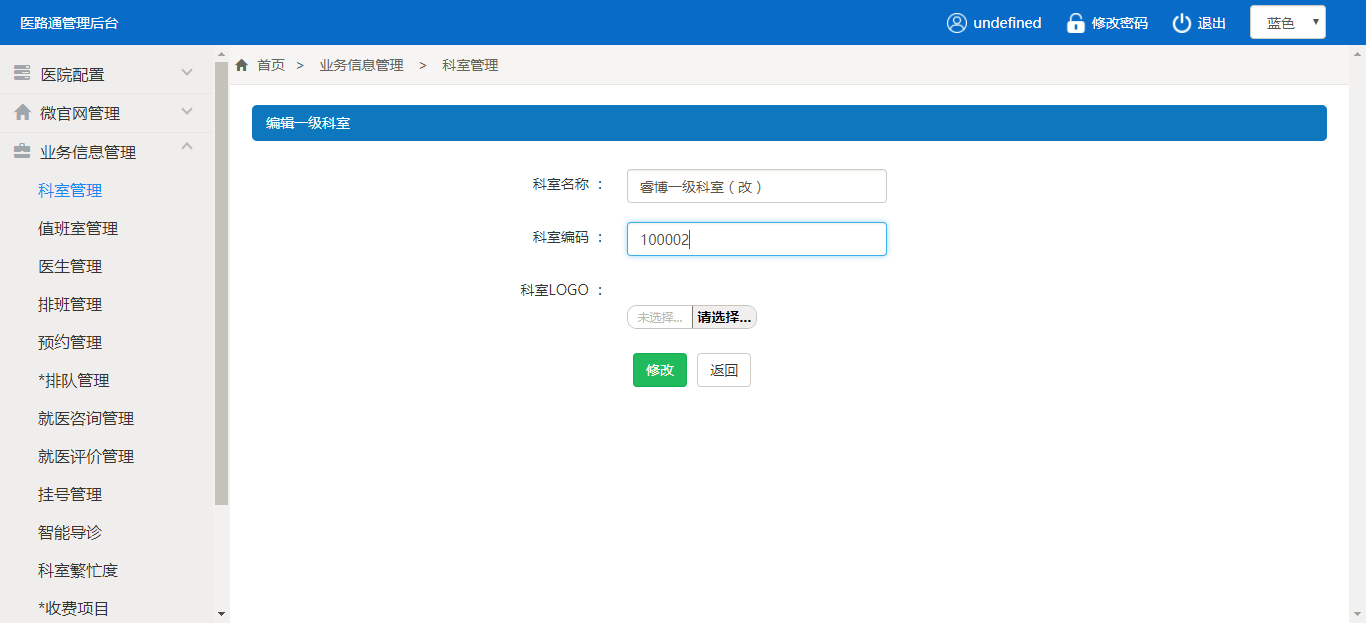 医路通管理后台
undefined 修改密码 退出 蓝色
医院配置
微官网管理
业务信息管理
科室管理
值班室管理
医生管理
排班管理
预约管理
*排队管理
就医咨询管理
就医评价管理
挂号管理
智能导诊
科室繁忙度
*收费项目
首页 > 业务信息管理 > 科室管理
编辑一级科室
科室名称 : 睿博一级科室（改）
科室编码 : 100002
科室LOGO :
未选择... 请选择...
修改 返回